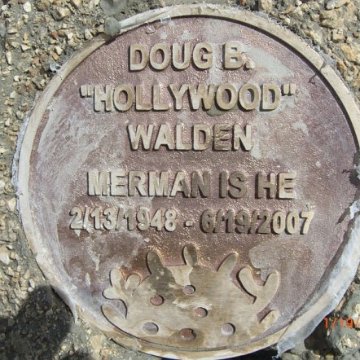 DOUG B.
"HOLLYWOOD"
WALDEN
MERMAN IS HE
2/13/1948 - 6/19/2007